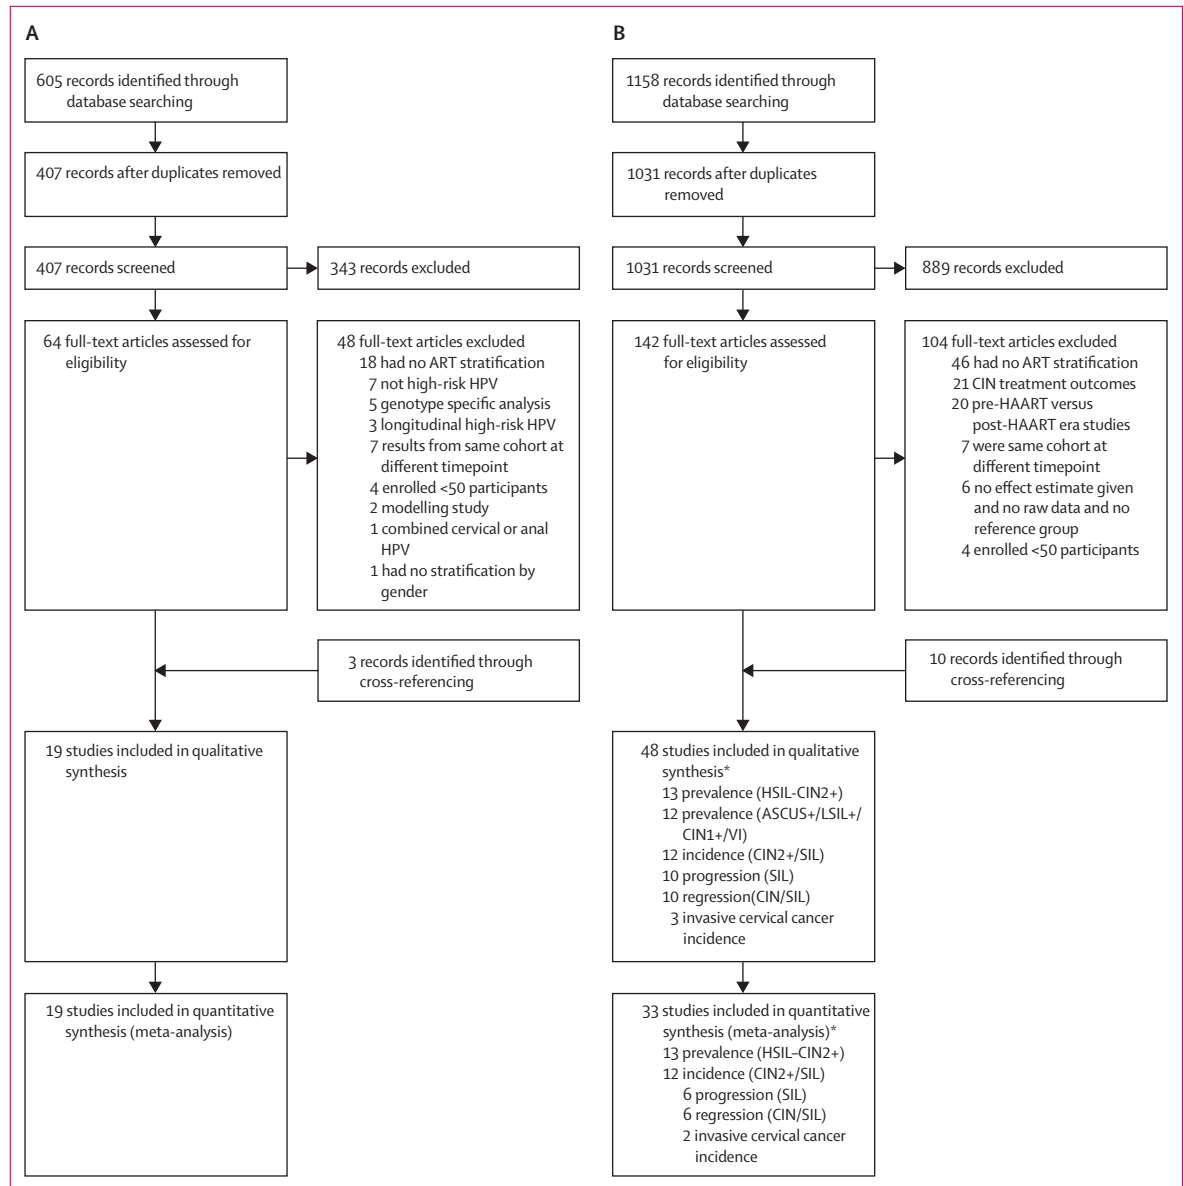 A
605 records identified through
database searching
407 records after duplicates removed
407 records screened
343 records excluded
64 full-text articles assessed for
eligibility
48 full-text articles excluded
18 had no ART stratification
7 not high-risk HPV
5 genotype specific analysis
3 longitudinal high-risk HPV
7 results from same cohort at
different timepoint
4 enrolled <50 participants
2 modelling study
1 combined cervical or anal
HPV
1 had no stratification by
gender
3 records identified through
cross-referencing
19 studies included in qualitative
synthesis
19 studies included in quantitative
synthesis (meta-analysis)
B
1158 records identified through
database searching
1031 records after duplicates
removed
1031 records screened
889 records excluded
142 full-text articles assessed
for eligibility
104 full-text articles excluded
46 had no ART stratification
21 CIN treatment outcomes
20 pre-HAART versus
post-HAART era studies
7 were same cohort at
different timepoint
6 no effect estimate given
and no raw data and no
reference group
4 enrolled <50 participants
10 records identified through
cross-referencing
48 studies included in qualitative
synthesis*
13 prevalence (HSIL-CIN2+)
12 prevalence (ASCUS+/LSIL+/
CIN1+/VI)
12 incidence (CIN2+/SIL)
10 progression (SIL)
10 regression(CIN/SIL)
3 invasive cervical cancer
incidence
33 studies included in quantitative
synthesis (meta-analysis)*
13 prevalence (HSIL–CIN2+)
12 incidence (CIN2+/SIL)
6 progression (SIL)
6 regression (CIN/SIL)
2 invasive cervical cancer
incidence